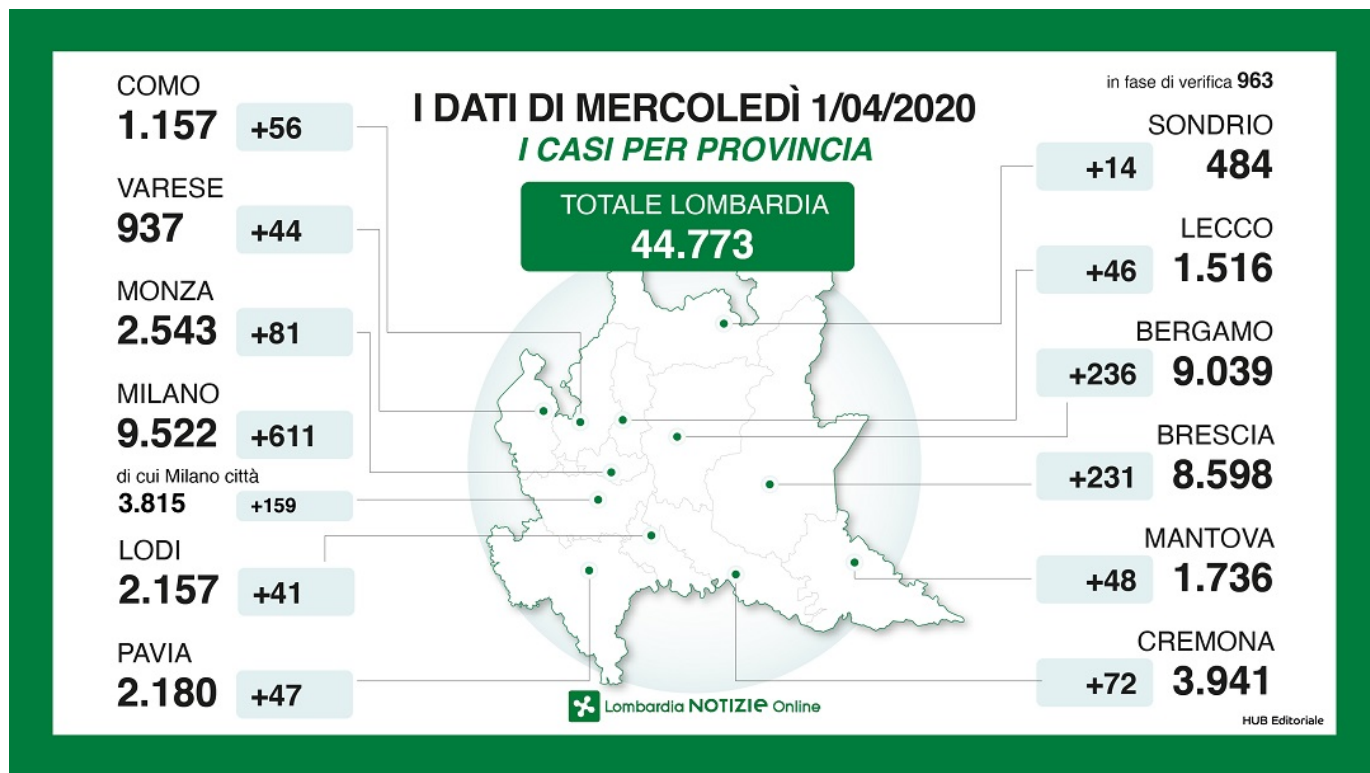 I DATI DI MERCOLEDÌ 1/04/2020
I CASI PER PROVINCIA
TOTALE LOMBARDIA
44.773
COMO
1.157 +56
VARESE
937 +44
MONZA
2.543 +81
MILANO
9.522 +611
di cui Milano città
3.815 +159
LODI
2.157 +41
PAVIA
2.180 +47
in fase di verifica 963
SONDRIO
+14 484
LECCO
+46 1.516
BERGAMO
+236 9.039
BRESCIA
+231 8.598
MANTOVA
+48 1.736
CREMONA
+72 3.941
Lombardia NOTIZIE Online
HUB Editoriale